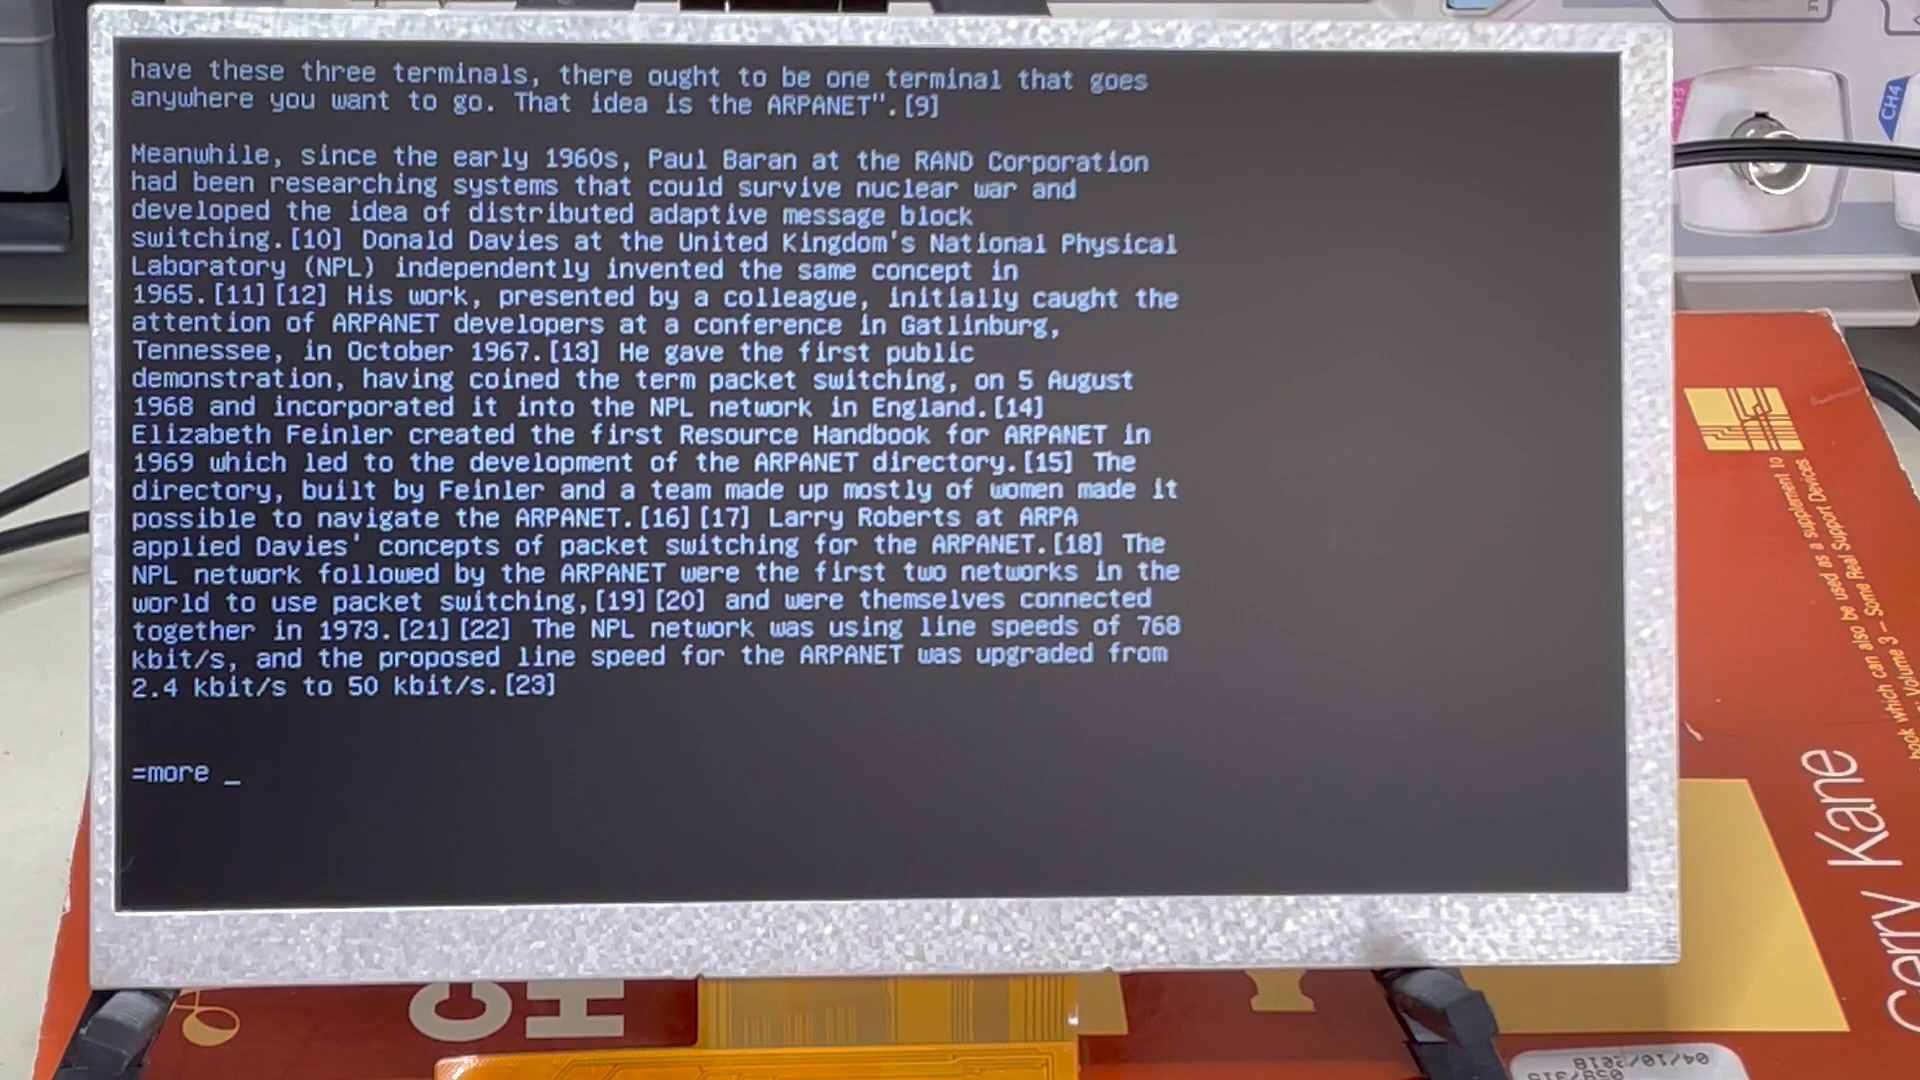 have these three terminals, there ought to be one terminal that goes
anywhere you want to go. That idea is the ARPANET".[9]
Meanwhile, since the early 1960s, Paul Baran at the RAND Corporation
had been researching systems that could survive nuclear war and
developed the idea of distributed adaptive message block
switching.[10] Donald Davies at the United Kingdom's National Physical
Laboratory (NPL) independently invented the same concept in
1965.[11][12] His work, presented by a colleague, initially caught the
attention of ARPANET developers at a conference in Gatlinburg,
Tennessee, in October 1967.[13] He gave the first public
demonstration, having coined the term packet switching, on 5 August
1968 and incorporated it into the NPL network in England.[14]
Elizabeth Feinler created the first Resource Handbook for ARPANET in
1969 which led to the development of the ARPANET directory.[15] The
directory, built by Feinler and a team made up mostly of women made it
possible to navigate the ARPANET.[16][17] Larry Roberts at ARPA
applied Davies' concepts of packet switching for the ARPANET.[18] The
NPL network followed by the ARPANET were the first two networks in the
world to use packet switching,[19][20] and were themselves connected
together in 1973.[21][22] The NPL network was using line speeds of 768
kbit/s, and the proposed line speed for the ARPANET was upgraded from
2.4 kbit/s to 50 kbit/s.[23]
=more _
CH3
CH4
book which can also be used as a supplement to
Volume 3 – Some Real Support Devices
Gerry Kane
04/10/2018